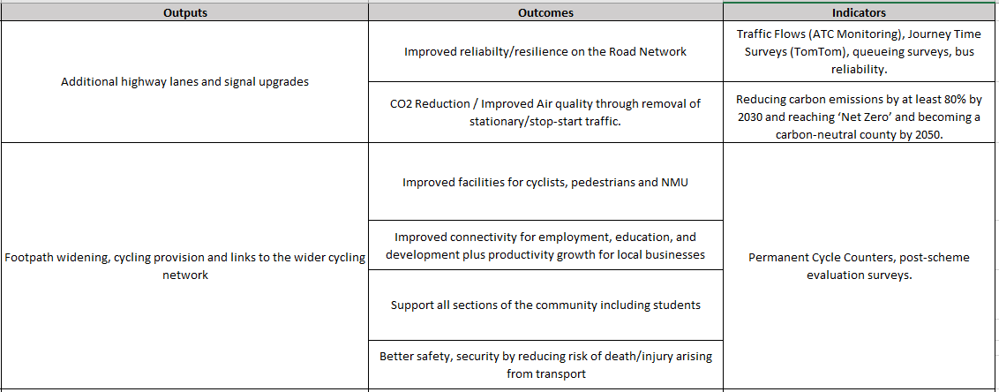 Outputs
Outcomes
Indicators
Additional highway lanes and signal upgrades
Improved reliabilty/resilience on the Road Network
Traffic Flows (ATC Monitoring), Journey Time
Surveys (TomTom), queueing surveys, bus
reliability.
CO2 Reduction / Improved Air quality through removal of
stationary/stop-start traffic.
Reducing carbon emissions by at least 80% by
2030 and reaching ‘Net Zero’ and becoming a
carbon-neutral county by 2050.
Footpath widening, cycling provision and links to the wider cycling
network
Improved facilities for cyclists, pedestrians and NMU
Improved connectivity for employment, education, and
development plus productivity growth for local businesses
Support all sections of the community including students
Better safety, security by reducing risk of death/injury arising
from transport
Permanent Cycle Counters, post-scheme
evaluation surveys.